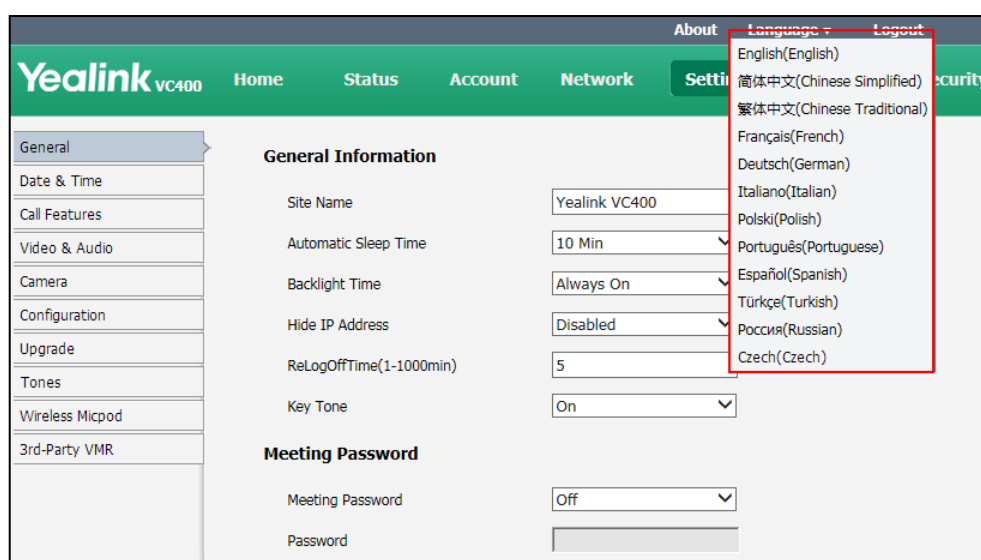 About Language Logout
Yealink VC400
Home Status Account Network Settin curity
English(English)
简体中文(Chinese Simplified)
繁体中文(Chinese Traditional)
Français(French)
Deutsch(German)
Italiano(Italian)
Polski(Polish)
Português(Portuguese)
Español(Spanish)
Türkçe(Turkish)
Россия(Russian)
Czech(Czech)
General
Date & Time
Call Features
Video & Audio
Camera
Configuration
Upgrade
Tones
Wireless Micpod
3rd-Party VMR
General Information
Site Name Yealink VC400
Automatic Sleep Time 10 Min
Backlight Time Always On
Hide IP Address Disabled
ReLogOffTime(1-1000min) 5
Key Tone On
Meeting Password
Meeting Password Off
Password